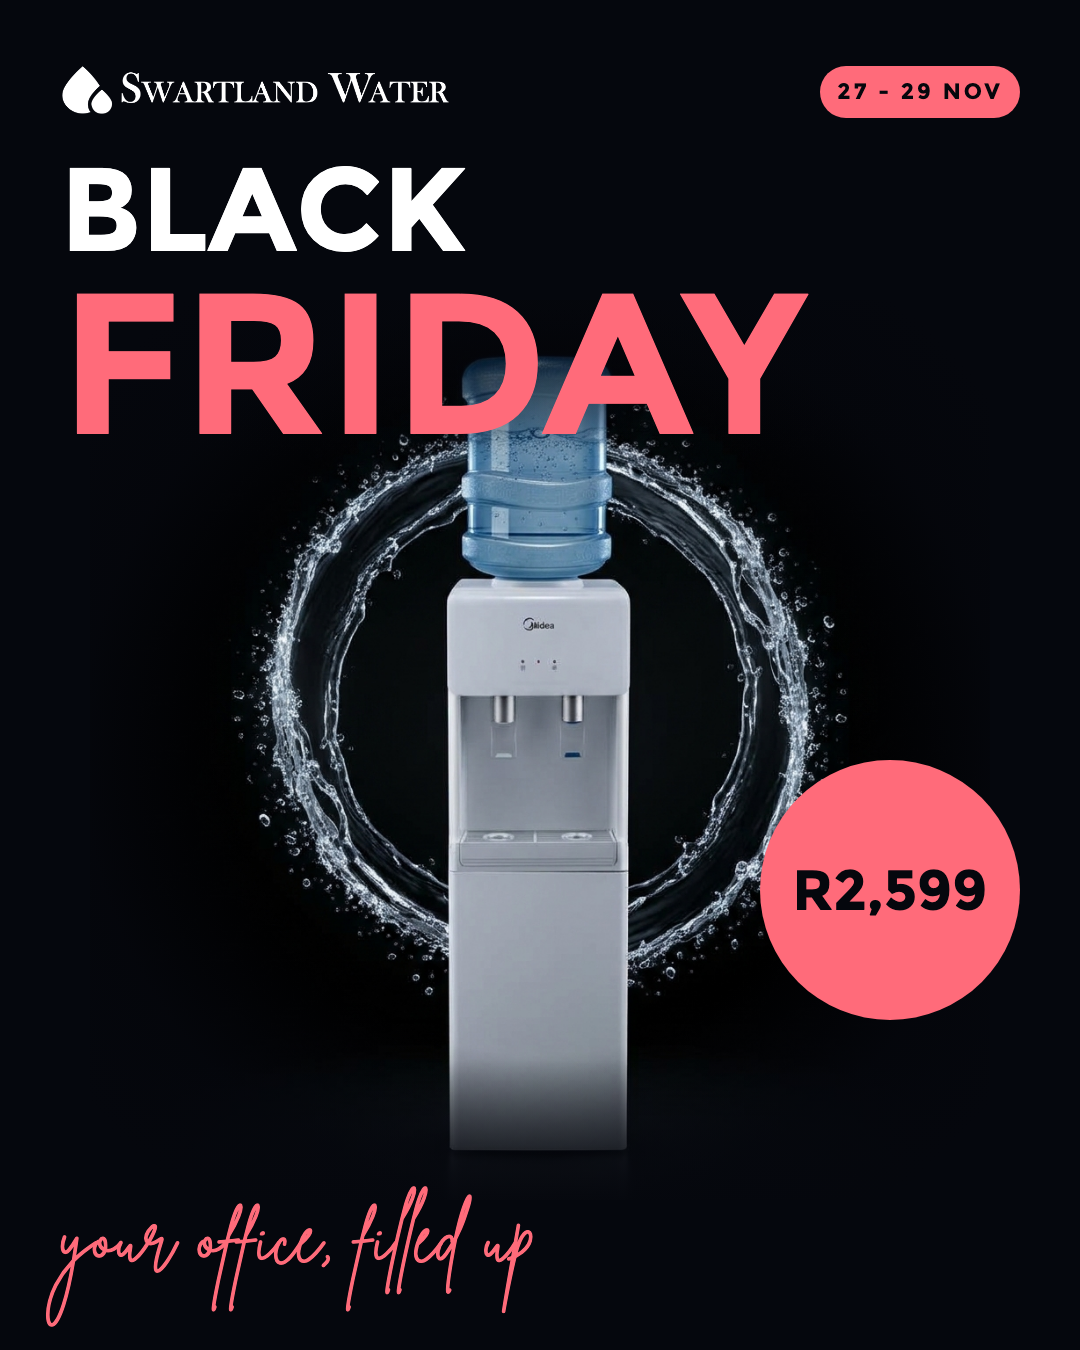 Swartland Water
27 - 29 NOV
BLACK
FRIDAY
Midea
R2,599
your office, filled up